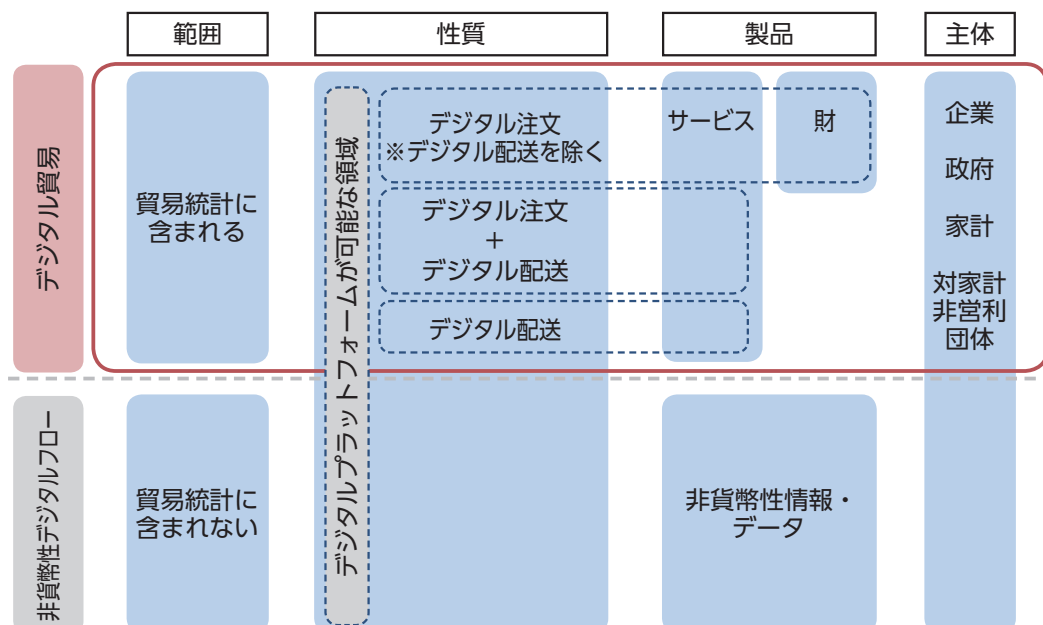 範囲
性質
製品
主体
デジタル貿易
貿易統計に
含まれる
デジタルプラットフォームが可能な領域
デジタル注文
※デジタル配送を除く
デジタル注文
+
デジタル配送
デジタル配送
サービス
財
企業
政府
家計
対家計
非営利
団体
非貨幣性デジタルフロー
貿易統計に
含まれない
非貨幣性情報・
データ